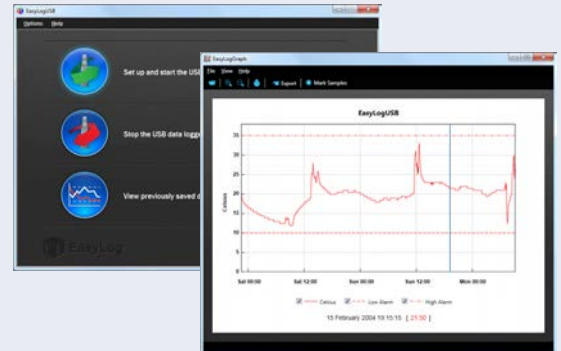 EasyLogUSB
Options Help
Set up and start the USB
Stop the USB data logge
View previously saved d
EasyLog
EasyLogGraph
File View Help
Export Mark Samples
EasyLogUSB
35
30
25
20
15
10
5
0
Celsius
Sat 00:00 Sat 12:00 Sun 00:00 Sun 12:00 Mon 00:00
Celsius Low Alarm High Alarm
15 February 2004 19:15:15 [ 21.50 ]